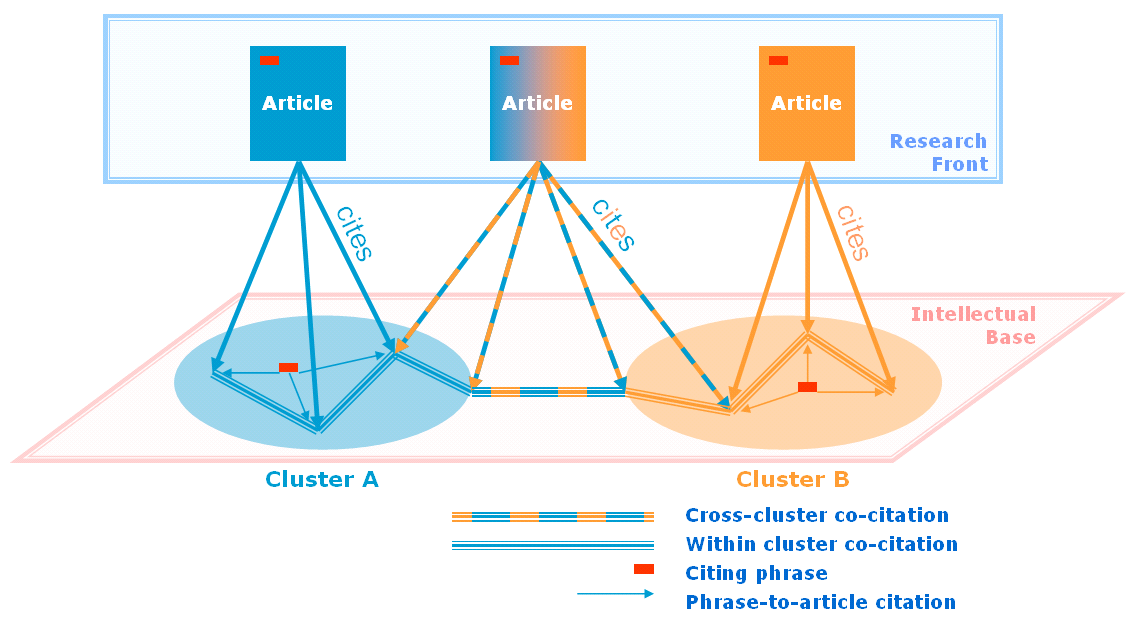 Article
Article
Article
Research
Front
cites
cites
cites
Intellectual
Base
Cluster A
Cluster B
Cross-cluster co-citation
Within cluster co-citation
Citing phrase
Phrase-to-article citation